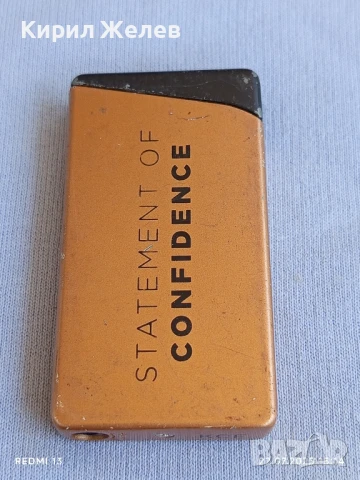 Кирил Желев
STATEMENT OF
CONFIDENCE
REDMI 13